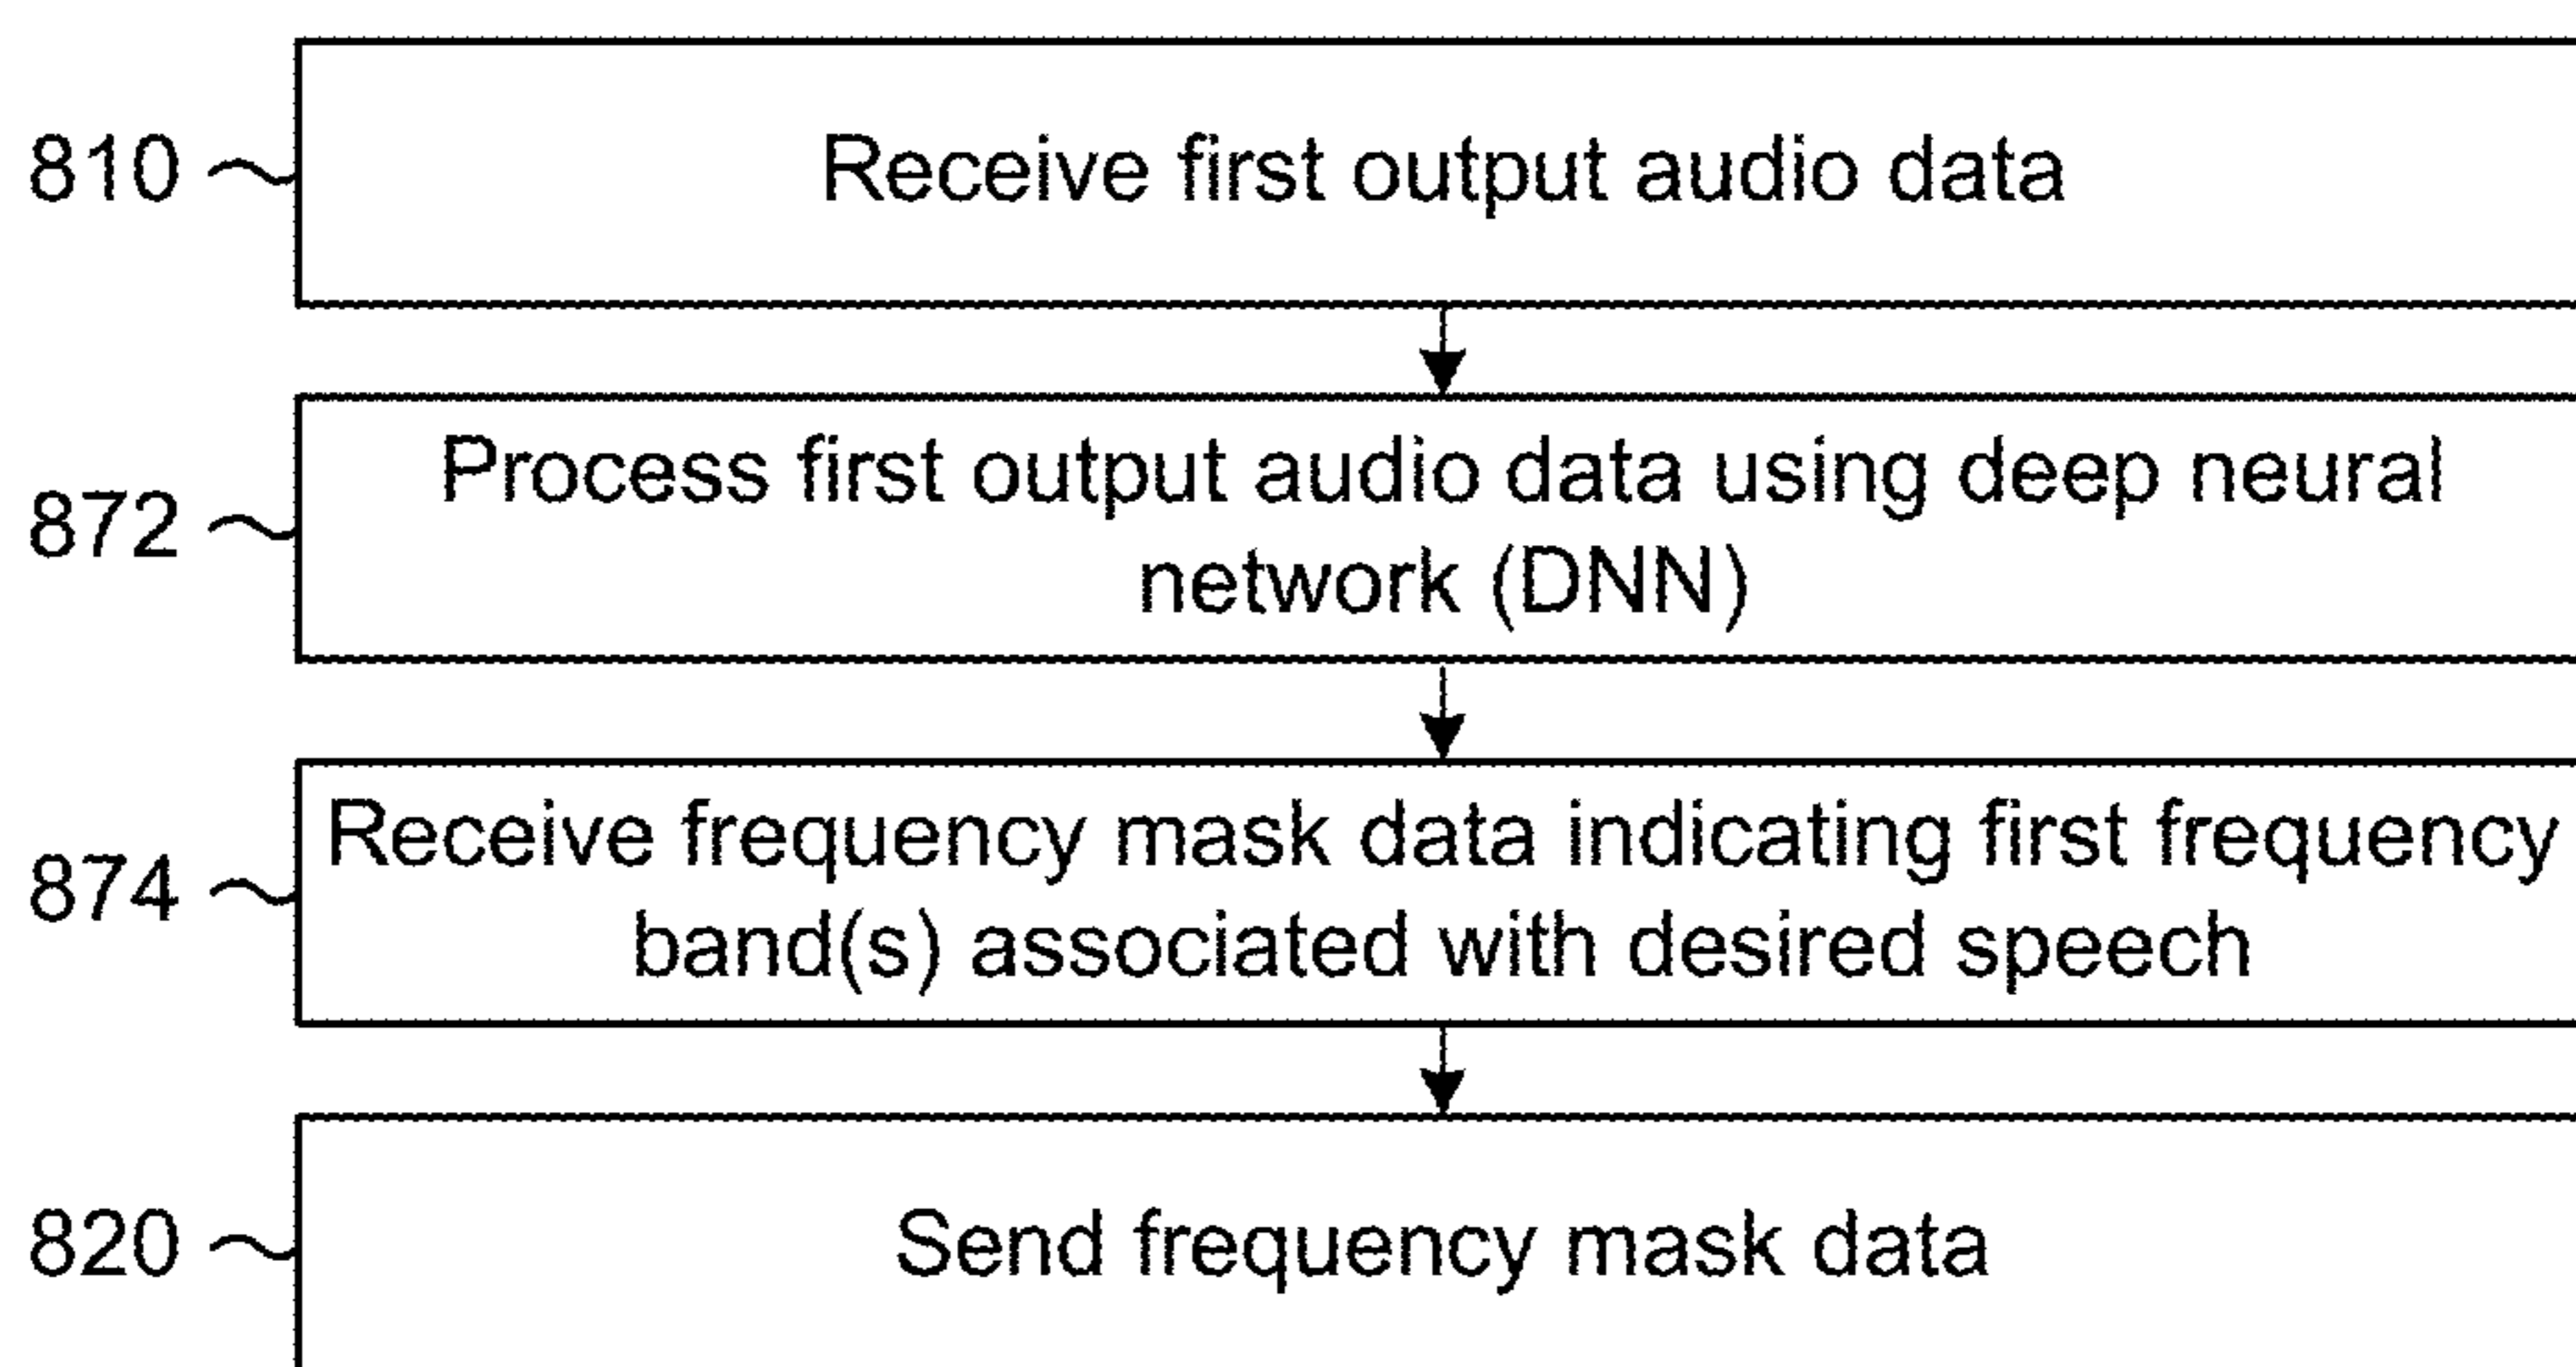 810
Receive first output audio data
872
Process first output audio data using deep neural
network (DNN)
874
Receive frequency mask data indicating first frequency
band(s) associated with desired speech
820
Send frequency mask data